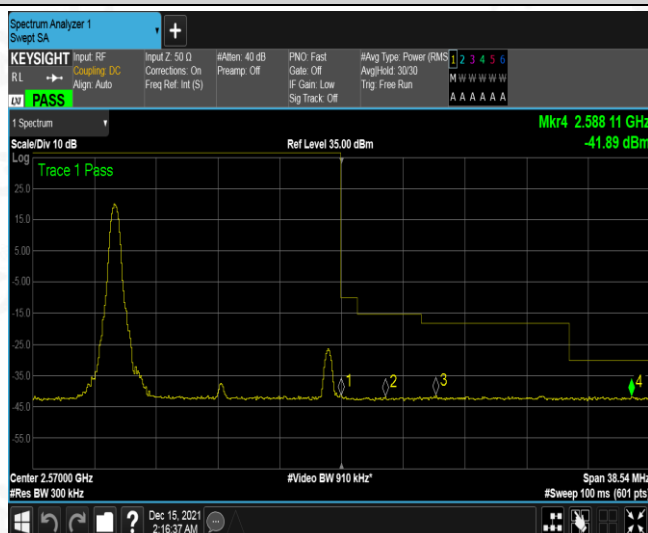 Spectrum Analyzer 1
Swept SA
+
KEYSIGHT Input: RF Input Z: 50 Ω #Atten: 40 dB PNO: Fast #Avg Type: Power (RMS 1 2 3 4 5 6
RL Coupling: DC Corrections: On Preamp: Off Gate: Off Avg|Hold: 30/30 M W W W W W
Align: Auto Freq Ref: Int (S) IF Gain: Low Trig: Free Run
LXI PASS Sig Track: Off A A A A A A
1 Spectrum Mkr4 2.588 11 GHz
Scale/Div 10 dB Ref Level 35.00 dBm -41.89 dBm
Log
Trace 1 Pass
25.0
15.0
5.00
-5.00
-15.0
-25.0
-35.0
1 2 3 4
-45.0
-55.0
Center 2.57000 GHz #Video BW 910 kHz* Span 38.54 MHz
#Res BW 300 kHz #Sweep 100 ms (601 pts)
? Dec 15, 2021
2:16:37 AM